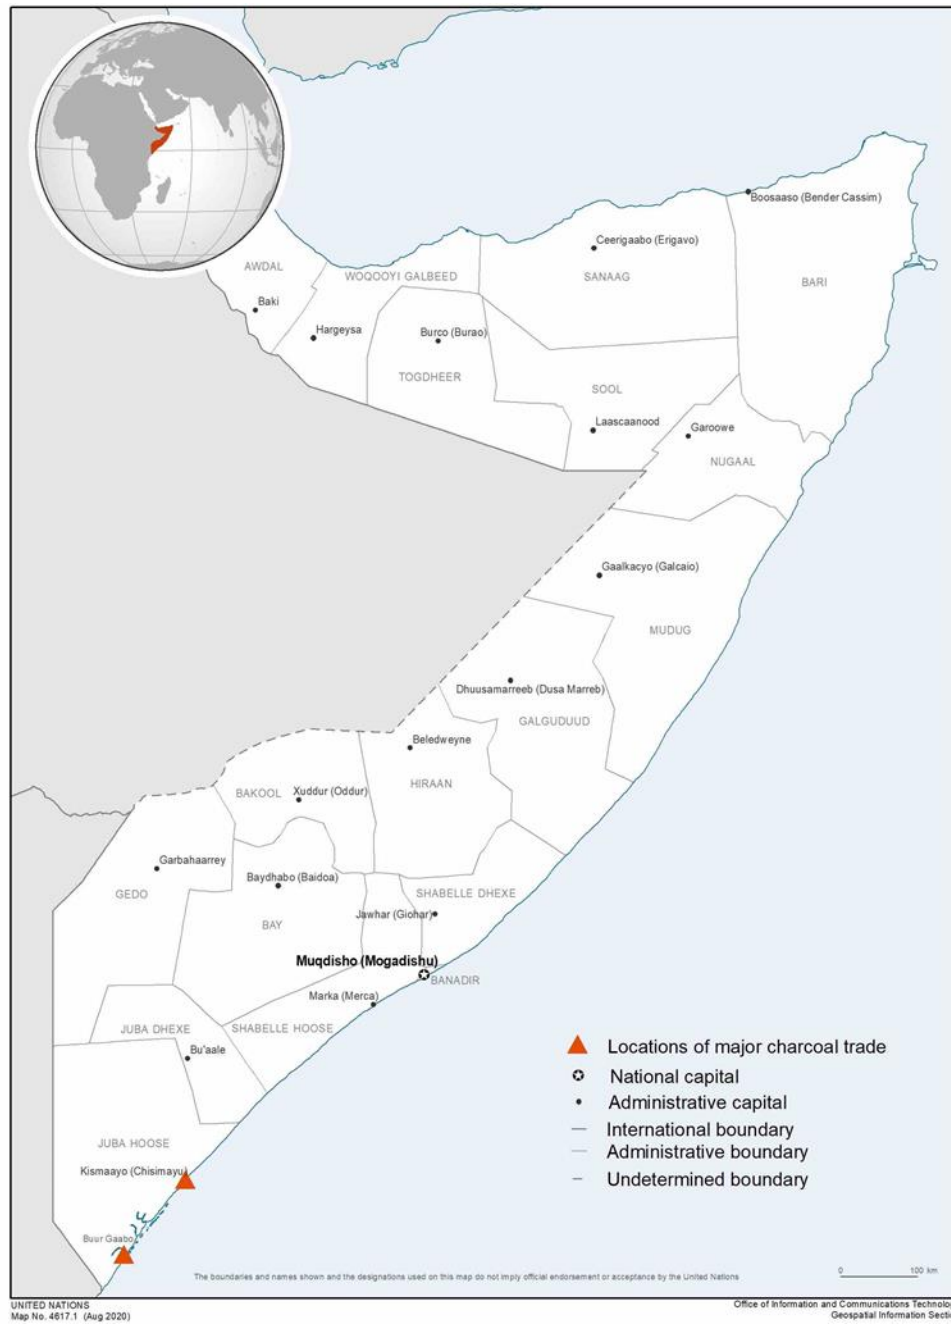 Boosaaso (Bender Cassim)
Ceerigaabo (Erigavo)
AWDAL
WOQOOYI GALBEED
SANAAG
BARI
Baki
Hargeysa
Burco (Burao)
TOGDHEER
SOOL
Laascaanood
Garoowe
NUGAAL
Gaalkacyo (Galcaio)
MUDUG
Dhuusamarreeb (Dusa Marreb)
GALGUDUUD
Beledweyne
HIRAAN
BAKOOL
Xuddur (Oddur)
Garbahaarrey
Baydhabo (Baidoa)
GEDO
SHABELLE DHEXE
Jawhar (Giohar)
BAY
Muqdisho (Mogadishu)
BANADIR
Marka (Merca)
JUBA DHEXE
SHABELLE HOOSE
Bu'aale
Locations of major charcoal trade
National capital
Administrative capital
International boundary
Administrative boundary
Undetermined boundary
JUBA HOOSE
Kismaayo (Chisimayu)
Buur Gaabo
The boundaries and names shown and the designations used on this map do not imply official endorsement or acceptance by the United Nations
0 100 km
UNITED NATIONS
Map No. 4617.1 (Aug 2020)
Office of Information and Communications Technolo
Geospatial Information Secti